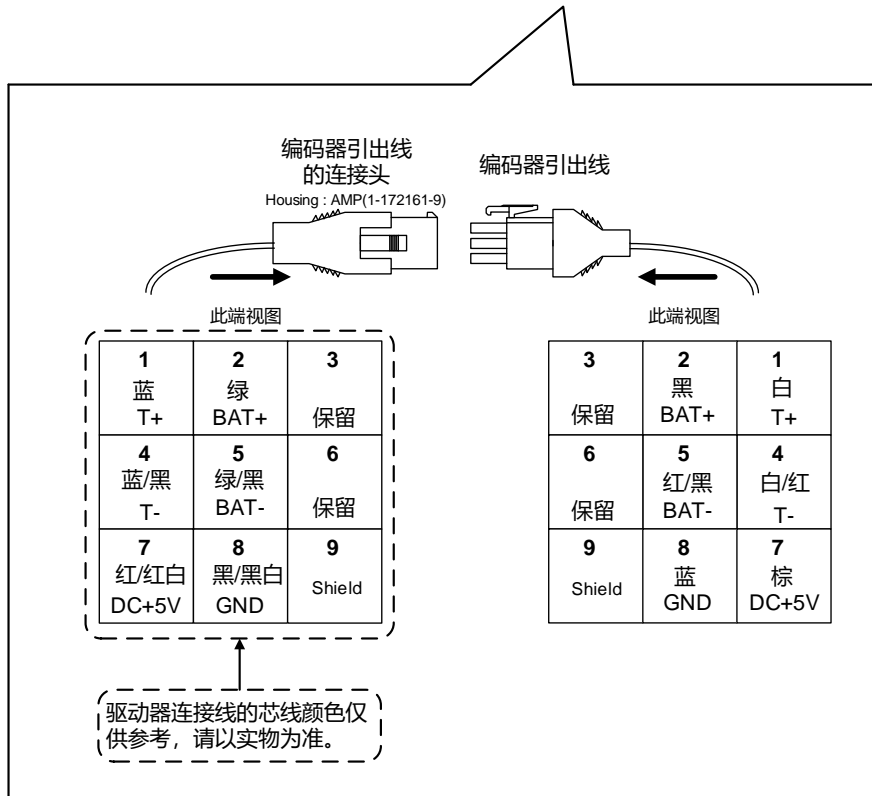 编码器引出线
的连接头
Housing : AMP(1-172161-9)
编码器引出线
此端视图
1 2 3
蓝 绿
T+ BAT+ 保留
4 5 6
蓝/黑 绿/黑
T- BAT- 保留
7 8 9
红/红白 黑/黑白 Shield
DC+5V GND
此端视图
3 2 1
黑 白
保留 BAT+ T+
6 5 4
红/黑 白/红
保留 BAT- T-
9 8 7
Shield 蓝 棕
GND DC+5V
驱动器连接线的芯线颜色仅
供参考，请以实物为准。